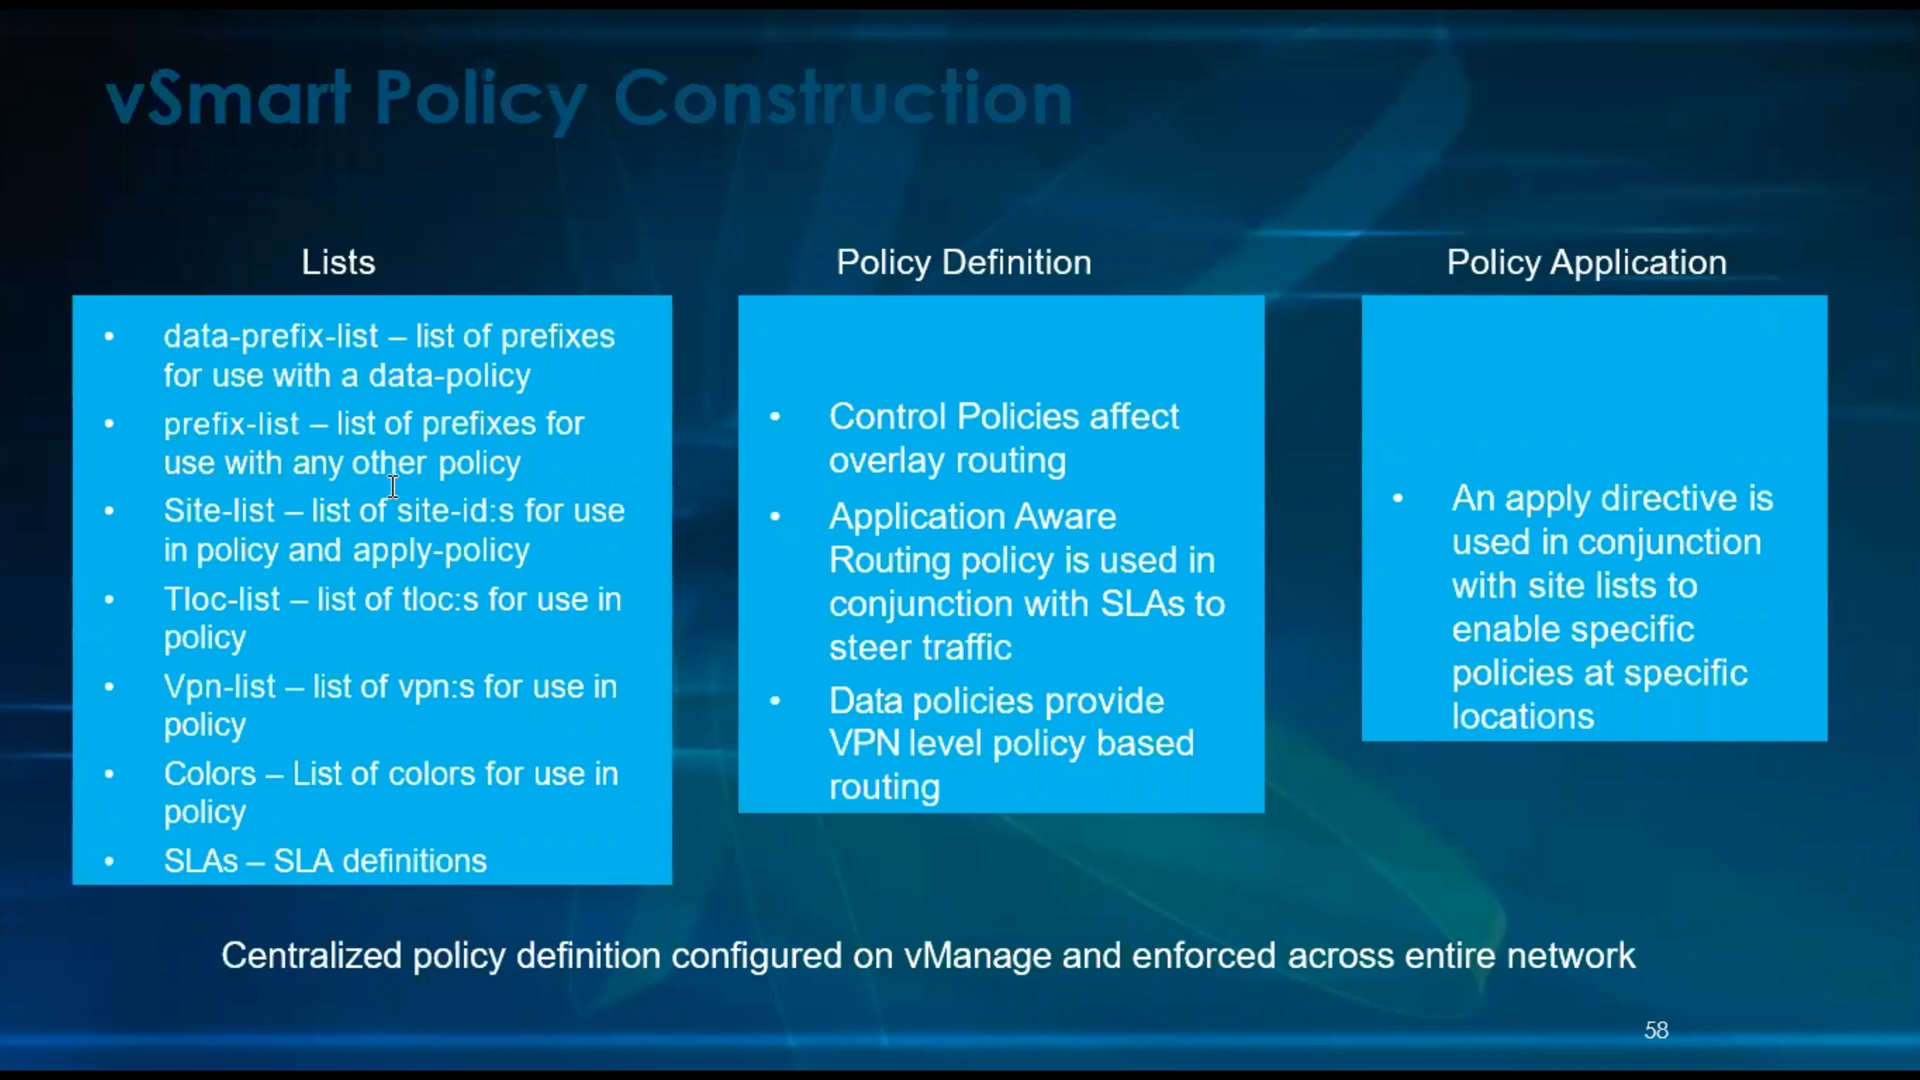 vSmart Policy Construction
Lists
• data-prefix-list – list of prefixes
for use with a data-policy
• prefix-list – list of prefixes for
use with any other policy
• Site-list – list of site-id:s for use
in policy and apply-policy
• Tloc-list – list of tloc:s for use in
policy
• Vpn-list – list of vpn:s for use in
policy
• Colors – List of colors for use in
policy
• SLAs – SLA definitions
Policy Definition
• Control Policies affect
overlay routing
• Application Aware
Routing policy is used in
conjunction with SLAs to
steer traffic
• Data policies provide
VPN level policy based
routing
Policy Application
• An apply directive is
used in conjunction
with site lists to
enable specific
policies at specific
locations
Centralized policy definition configured on vManage and enforced across entire network
58